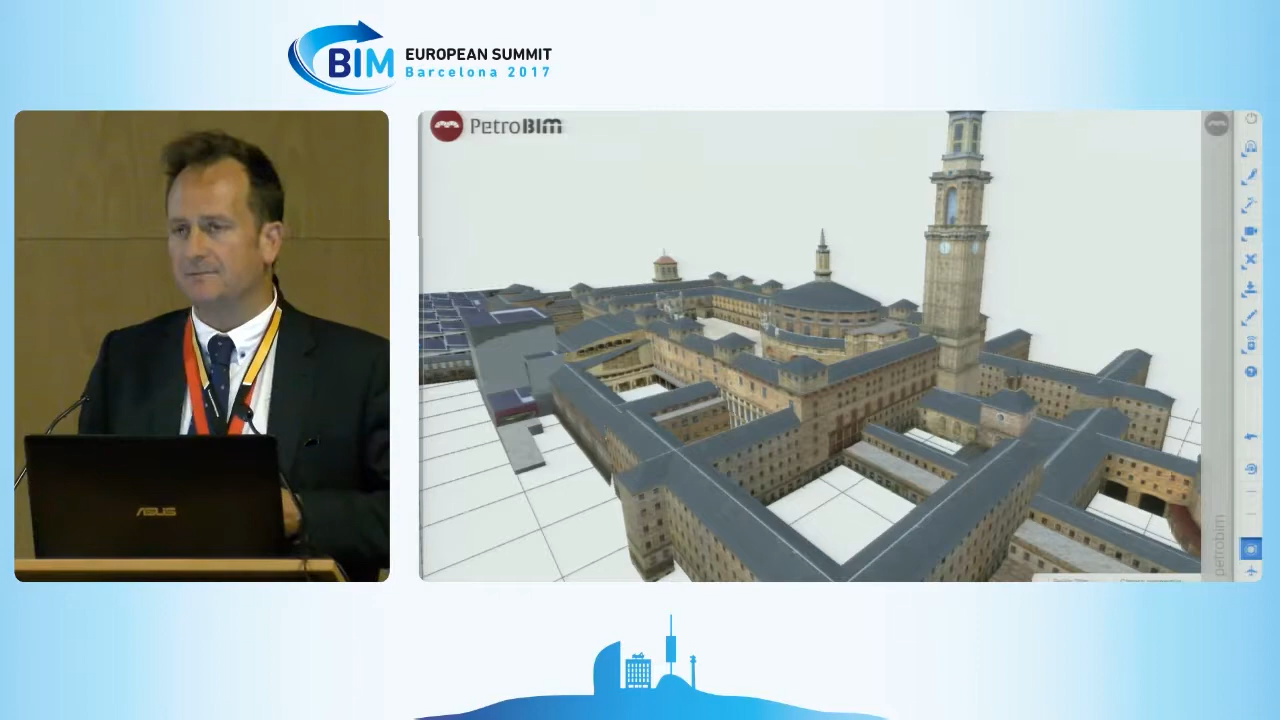 BIM EUROPEAN SUMMIT
Barcelona 2017
PetroBIM
petrobim
ASUS